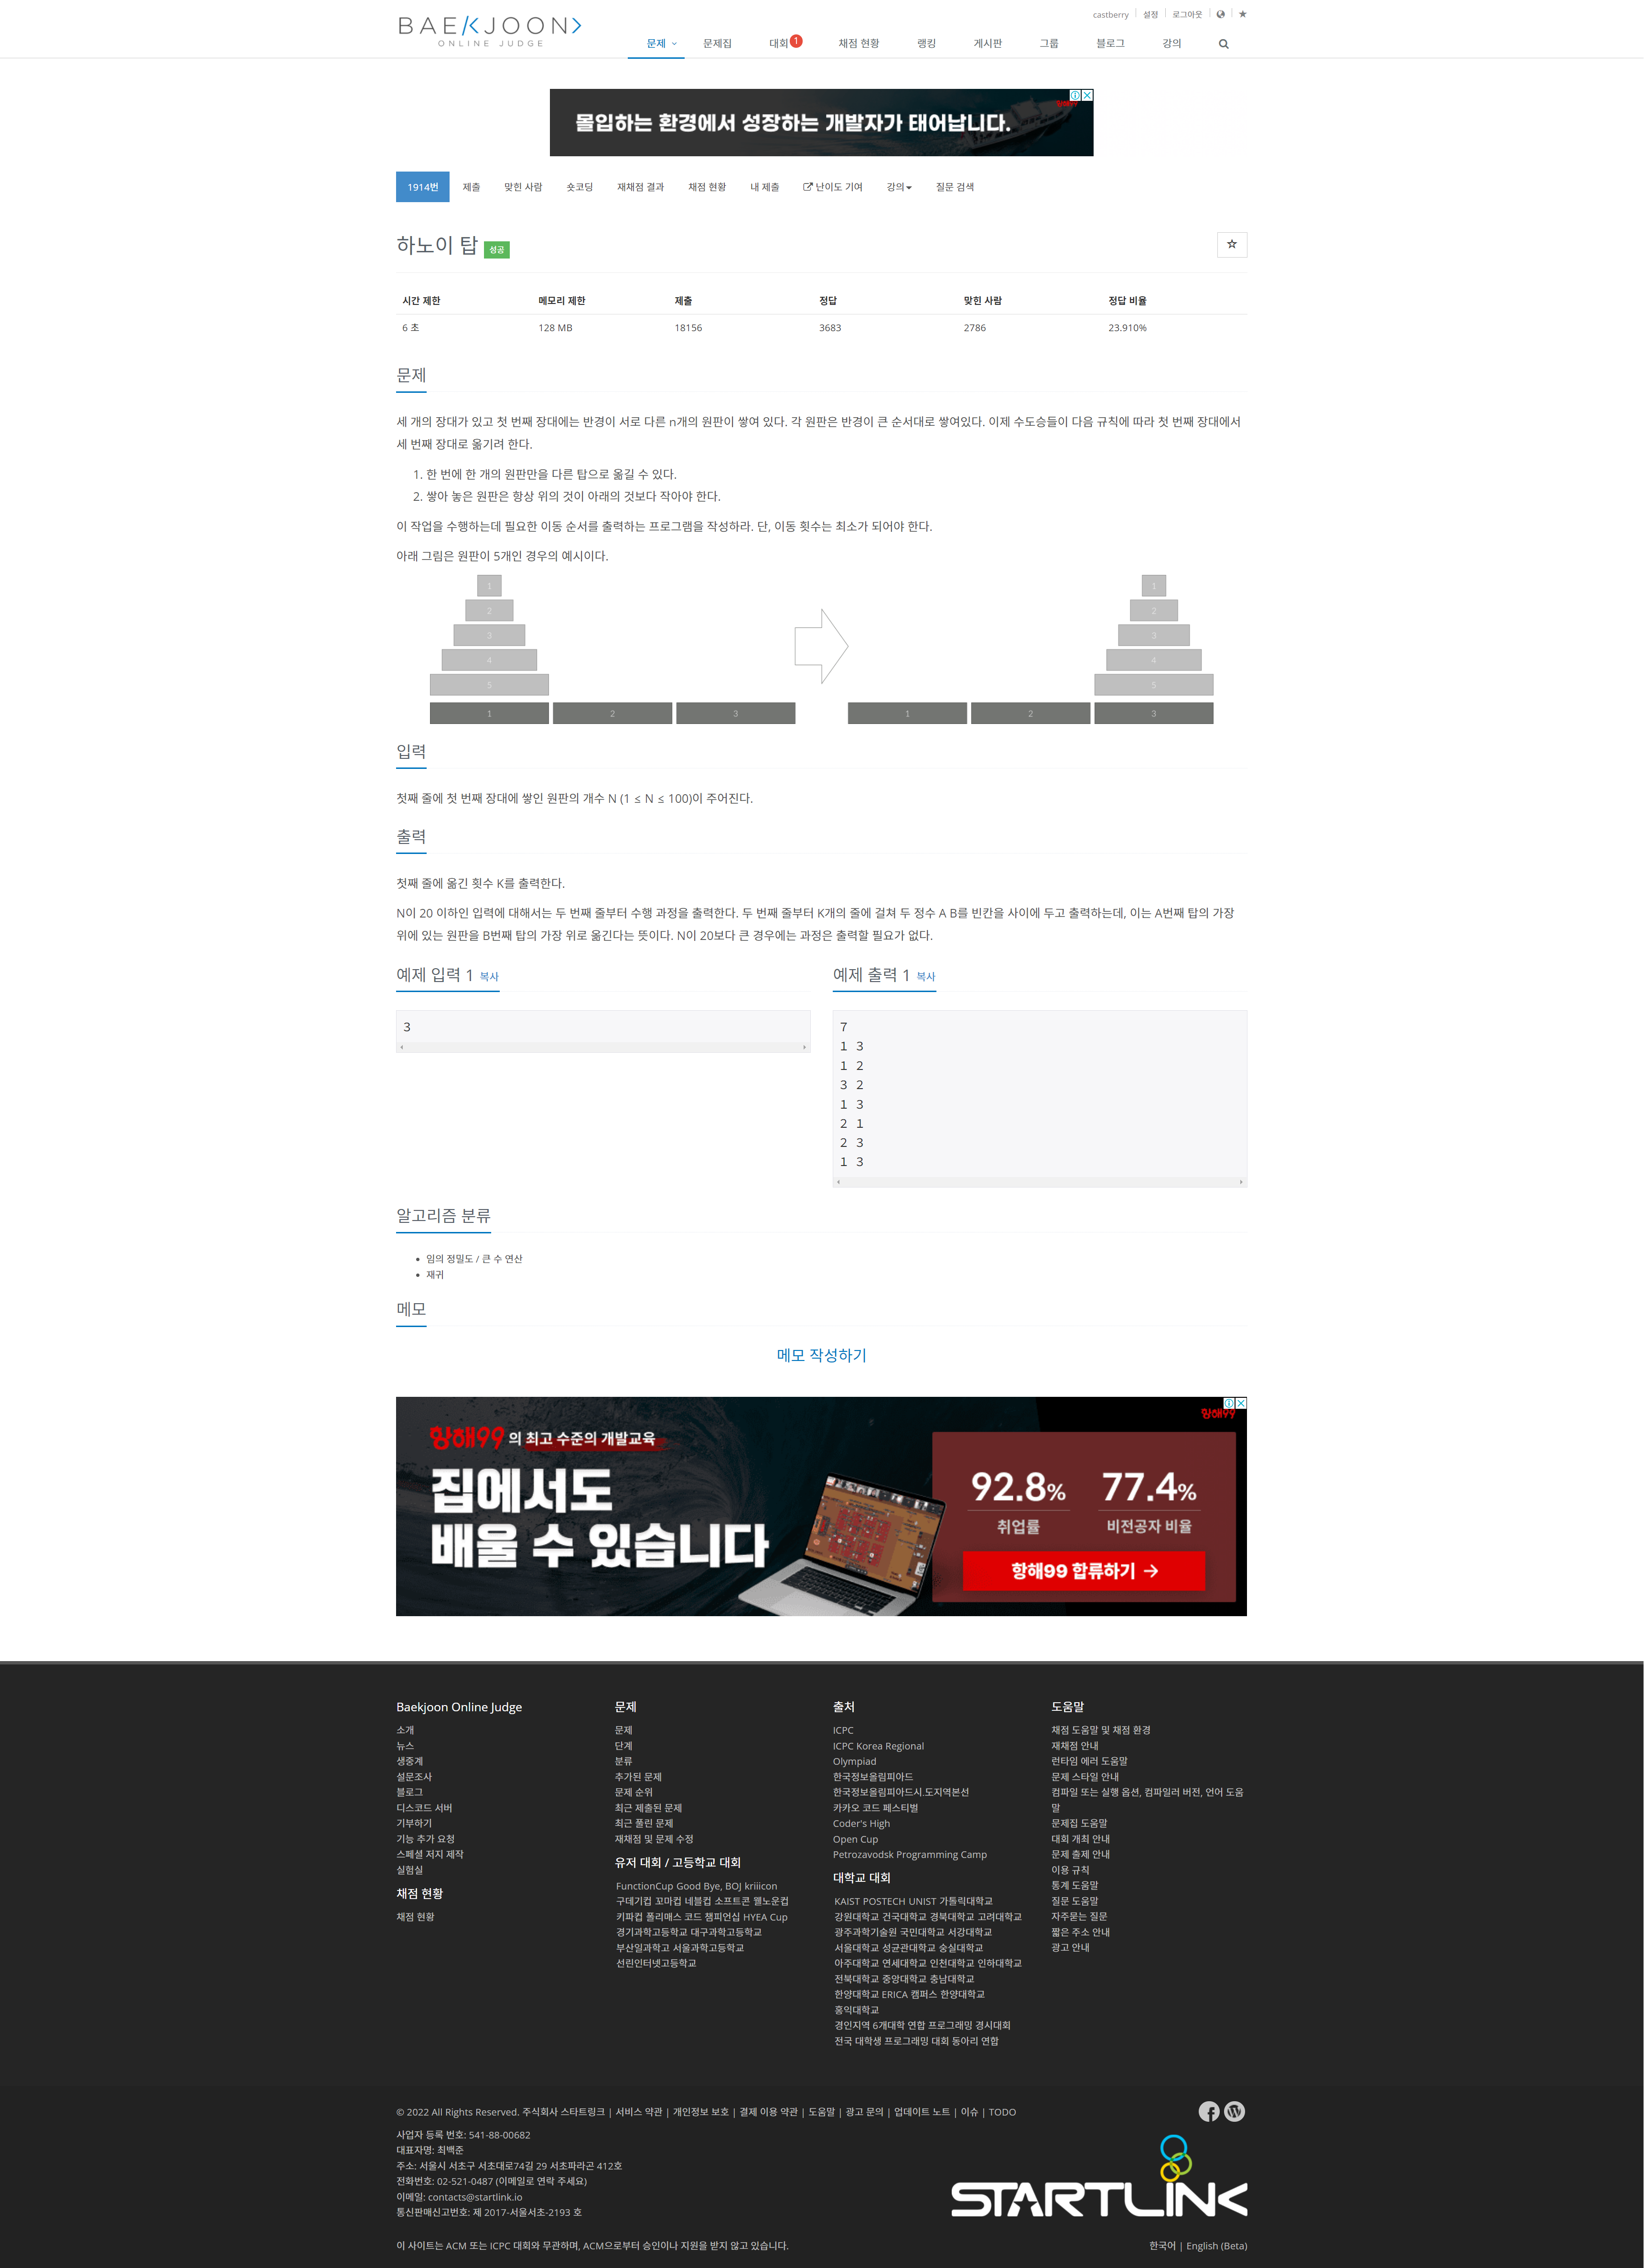 BAE/<JOON>
ONLINE JUDGE
castberry 설정 로그아웃
문제 문제집 대회 1 채점 현황 랭킹 게시판 그룹 블로그 강의
항해99
몰입하는 환경에서 성장하는 개발자가 태어납니다.
1914번 제출 맞힌 사람 숏코딩 재채점 결과 채점 현황 내 제출 난이도 기여 강의 질문 검색
하노이 탑 성공
시간 제한 메모리 제한 제출 정답 맞힌 사람 정답 비율
6 초 128 MB 18156 3683 2786 23.910%
문제
세 개의 장대가 있고 첫 번째 장대에는 반경이 서로 다른 n개의 원판이 쌓여 있다. 각 원판은 반경이 큰 순서대로 쌓여있다. 이제 수도승들이 다음 규칙에 따라 첫 번째 장대에서
세 번째 장대로 옮기려 한다.
1. 한 번에 한 개의 원판만을 다른 탑으로 옮길 수 있다.
2. 쌓아 놓은 원판은 항상 위의 것이 아래의 것보다 작아야 한다.
이 작업을 수행하는데 필요한 이동 순서를 출력하는 프로그램을 작성하라. 단, 이동 횟수는 최소가 되어야 한다.
아래 그림은 원판이 5개인 경우의 예시이다.
1 1
2 2
3 3
4 4
5 5
1 2 3 1 2 3
입력
첫째 줄에 첫 번째 장대에 쌓인 원판의 개수 N (1 ≤ N ≤ 100)이 주어진다.
출력
첫째 줄에 옮긴 횟수 K를 출력한다.
N이 20 이하인 입력에 대해서는 두 번째 줄부터 수행 과정을 출력한다. 두 번째 줄부터 K개의 줄에 걸쳐 두 정수 A B를 빈칸을 사이에 두고 출력하는데, 이는 A번째 탑의 가장
위에 있는 원판을 B번째 탑의 가장 위로 옮긴다는 뜻이다. N이 20보다 큰 경우에는 과정은 출력할 필요가 없다.
예제 입력 1 복사
3
예제 출력 1 복사
7
1 3
1 2
3 2
1 3
2 1
2 3
1 3
알고리즘 분류
• 임의 정밀도 / 큰 수 연산
• 재귀
메모
메모 작성하기
항해99
항해99의 최고 수준의 개발교육
집에서도
배울 수 있습니다
92.8% 77.4%
취업률 비전공자 비율
항해99 합류하기 →
Baekjoon Online Judge
소개
뉴스
생중계
설문조사
블로그
디스코드 서버
기부하기
기능 추가 요청
스페셜 저지 제작
실험실
채점 현황
채점 현황
문제
문제
단계
분류
추가된 문제
문제 순위
최근 제출된 문제
최근 풀린 문제
재채점 및 문제 수정
유저 대회 / 고등학교 대회
FunctionCup Good Bye, BOJ kriiicon
구데기컵 꼬마컵 네블컵 소프트콘 웰노운컵
키파컵 폴리매스 코드 챔피언십 HYEA Cup
경기과학고등학교 대구과학고등학교
부산일과학고 서울과학고등학교
선린인터넷고등학교
출처
ICPC
ICPC Korea Regional
Olympiad
한국정보올림피아드
한국정보올림피아드시.도지역본선
카카오 코드 페스티벌
Coder's High
Open Cup
Petrozavodsk Programming Camp
대학교 대회
KAIST POSTECH UNIST 가톨릭대학교
강원대학교 건국대학교 경북대학교 고려대학교
광주과학기술원 국민대학교 서강대학교
서울대학교 성균관대학교 숭실대학교
아주대학교 연세대학교 인천대학교 인하대학교
전북대학교 중앙대학교 충남대학교
한양대학교 ERICA 캠퍼스 한양대학교
홍익대학교
경인지역 6개대학 연합 프로그래밍 경시대회
전국 대학생 프로그래밍 대회 동아리 연합
도움말
채점 도움말 및 채점 환경
재채점 안내
런타임 에러 도움말
문제 스타일 안내
컴파일 또는 실행 옵션, 컴파일러 버전, 언어 도움
말
문제집 도움말
대회 개최 안내
문제 출제 안내
이용 규칙
통계 도움말
질문 도움말
자주묻는 질문
짧은 주소 안내
광고 안내
© 2022 All Rights Reserved. 주식회사 스타트링크 | 서비스 약관 | 개인정보 보호 | 결제 이용 약관 | 도움말 | 광고 문의 | 업데이트 노트 | 이슈 | TODO
사업자 등록 번호: 541-88-00682
대표자명: 최백준
주소: 서울시 서초구 서초대로74길 29 서초파라곤 412호
전화번호: 02-521-0487 (이메일로 연락 주세요)
이메일: contacts@startlink.io
통신판매신고번호: 제 2017-서울서초-2193 호
STARTLINK
이 사이트는 ACM 또는 ICPC 대회와 무관하며, ACM으로부터 승인이나 지원을 받지 않고 있습니다.
한국어 | English (Beta)